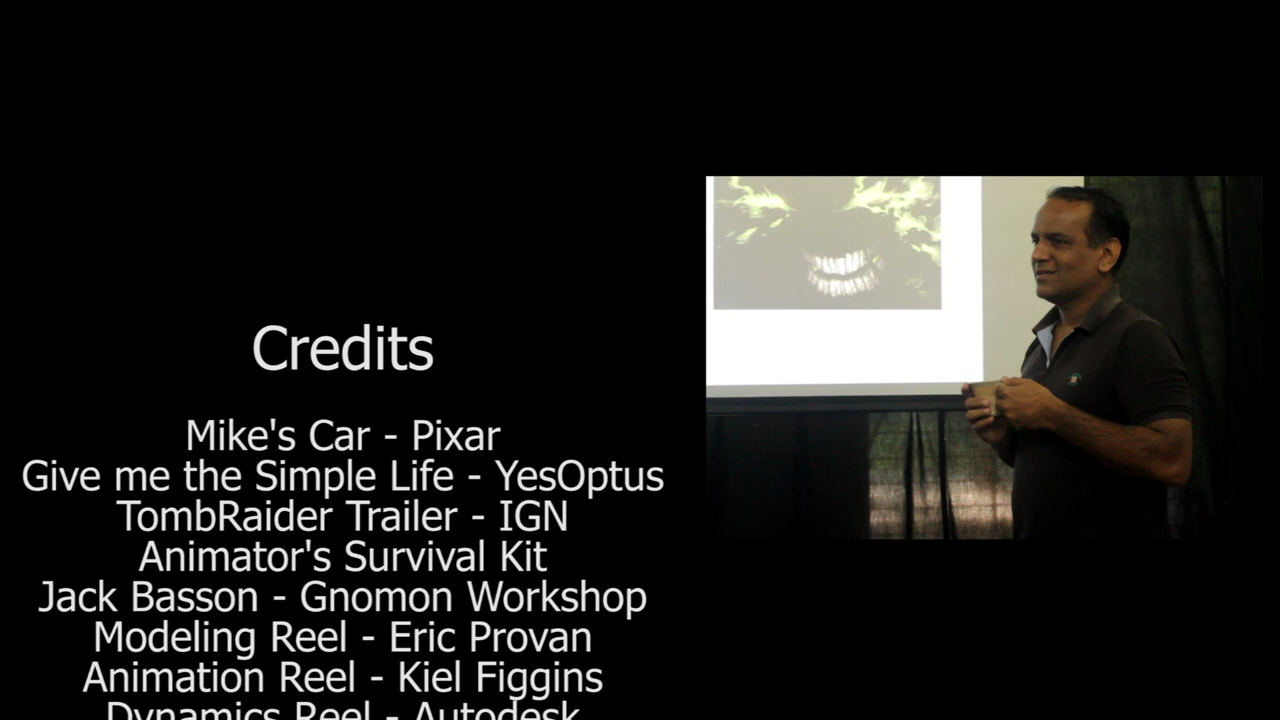 Credits
Mike's Car - Pixar
Give me the Simple Life - YesOptus
TombRaider Trailer - IGN
Animator's Survival Kit
Jack Basson - Gnomon Workshop
Modeling Reel - Eric Provan
Animation Reel - Kiel Figgins
Dynamics Reel - Autodesk